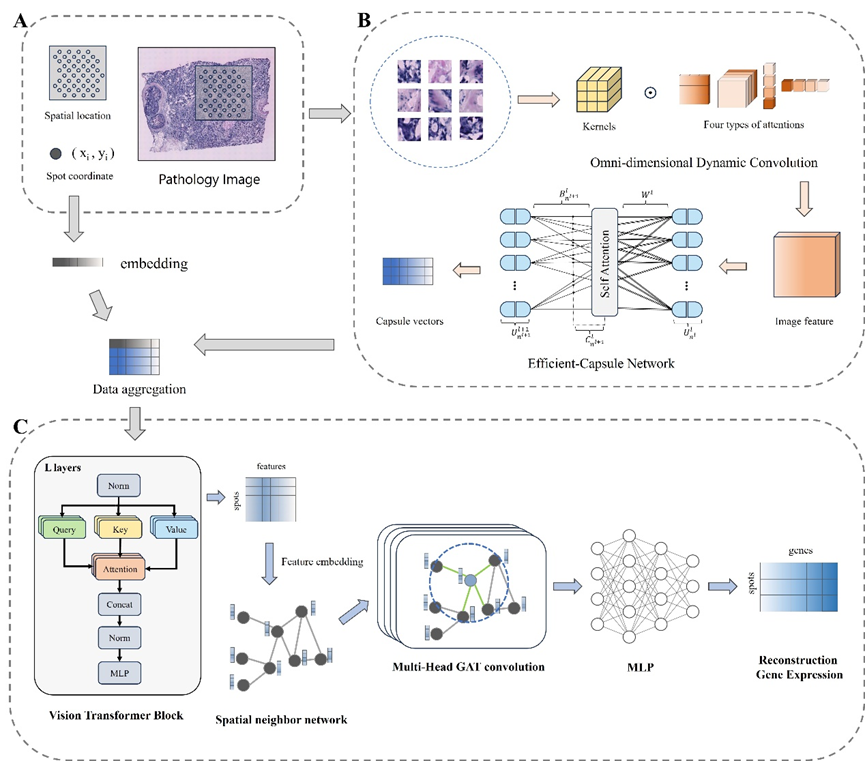 A
Spatial location
( xi , yi )
Spot coordinate
Pathology Image
embedding
Data aggregation
B
Kernels
Four types of attentions
Omni-dimensional Dynamic Convolution
Image feature
B^l_{n^{l+1}}
W^l
Self Attention
U^{l+1}_{n^{l+1}}
C^l_{n^{l+1}}
U^l_{n^l}
Capsule vectors
Efficient-Capsule Network
C
L layers
Norm
Query
Key
Value
Attention
Concat
Norm
MLP
Vision Transformer Block
features
spots
Feature embedding
Spatial neighbor network
Multi-Head GAT convolution
MLP
genes
spots
Reconstruction
Gene Expression